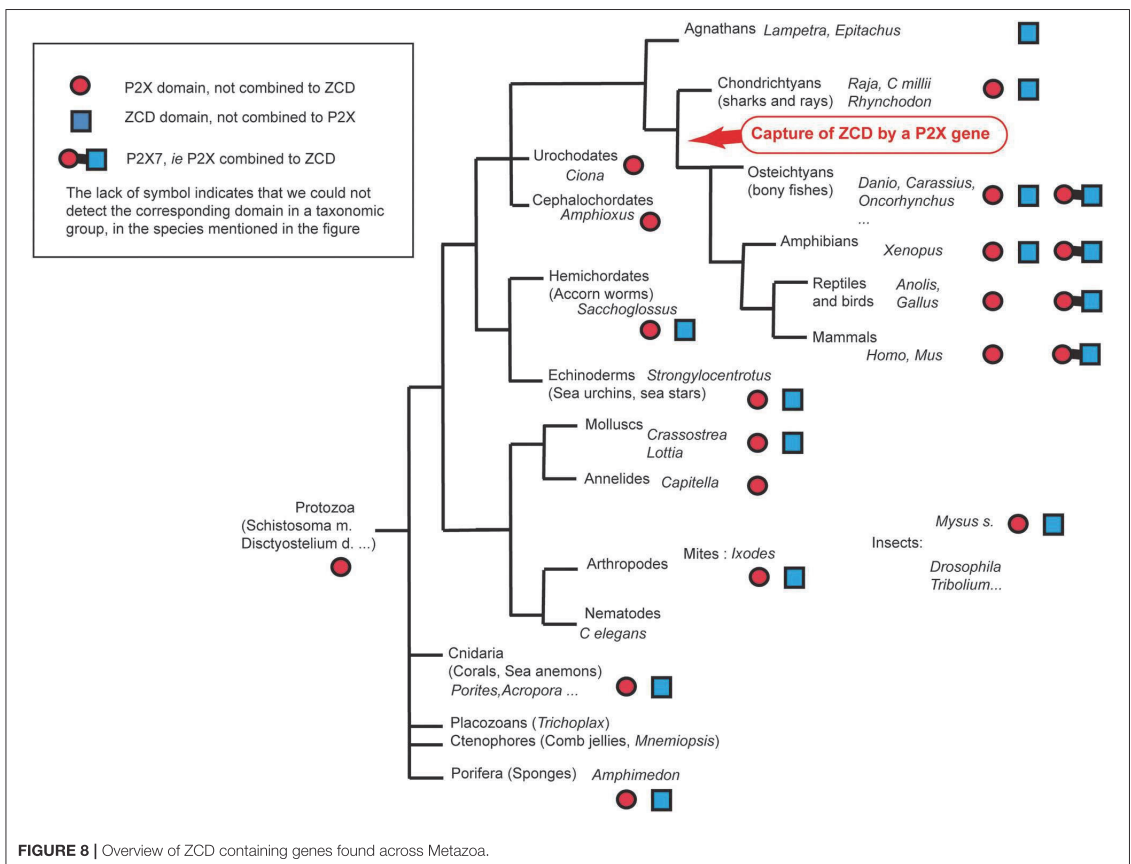 P2X domain, not combined to ZCD
ZCD domain, not combined to P2X
P2X7, ie P2X combined to ZCD
The lack of symbol indicates that we could not
detect the corresponding domain in a taxonomic
group, in the species mentioned in the figure
Agnathans Lampetra, Epitachus
Chondrichtyans
(sharks and rays)
Raja, C millii
Rhynchodon
Capture of ZCD by a P2X gene
Urochodates
Ciona
Cephalochordates
Amphioxus
Osteichtyans
(bony fishes)
Danio, Carassius,
Oncorhynchus
...
Amphibians
Xenopus
Reptiles
and birds
Anolis,
Gallus
Mammals
Homo, Mus
Hemichordates
(Accorn worms)
Sacchoglossus
Echinoderms Strongylocentrotus
(Sea urchins, sea stars)
Molluscs
Crassostrea
Lottia
Annelides Capitella
Protozoa
(Schistosoma m.
Disctyostelium d. ...)
Arthropodes
Mites : Ixodes
Mysus s.
Insects:
Drosophila
Tribolium...
Nematodes
C elegans
Cnidaria
(Corals, Sea anemons)
Porites,Acropora ...
Placozoans (Trichoplax)
Ctenophores (Comb jellies, Mnemiopsis)
Porifera (Sponges) Amphimedon
FIGURE 8 | Overview of ZCD containing genes found across Metazoa.